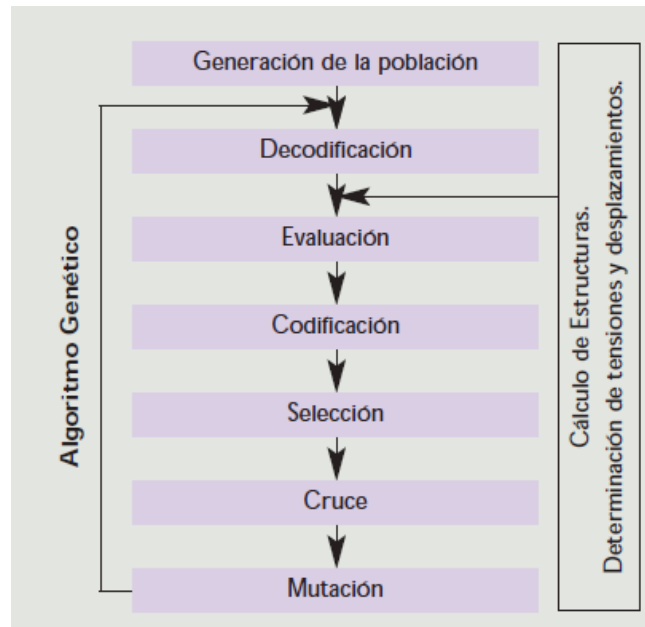 Generación de la población
Decodificación
Evaluación
Codificación
Selección
Cruce
Mutación
Algoritmo Genético
Cálculo de Estructuras.
Determinación de tensiones y desplazamientos.